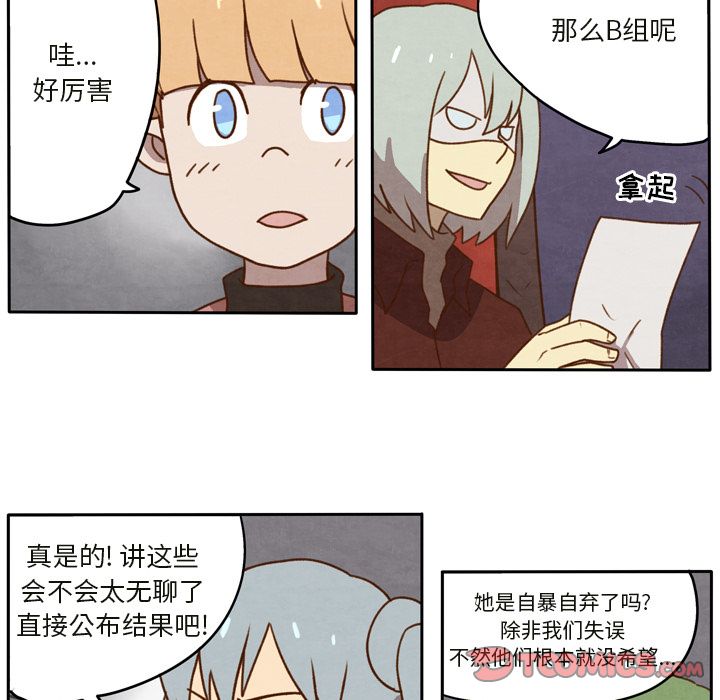 哇...
好厉害
那么B组呢
拿起
真是的! 讲这些
会不会太无聊了
直接公布结果吧!
她是自暴自弃了吗?
除非我们失误
不然他们根本就没希望...
DTCOMICS.COM